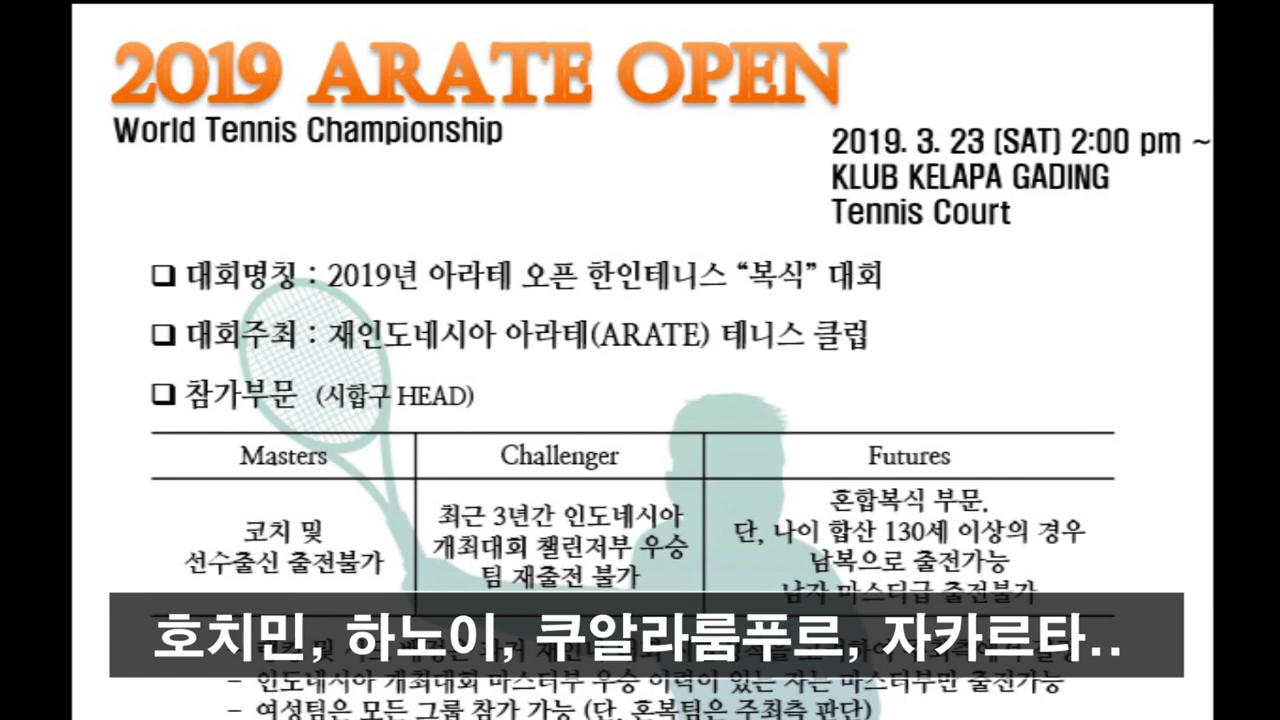 2019 ARATE OPEN
World Tennis Championship
2019. 3. 23 (SAT) 2:00 pm ~
KLUB KELAPA GADING
Tennis Court
❏ 대회명칭 : 2019년 아라테 오픈 한인테니스 “복식” 대회
❏ 대회주최 : 재인도네시아 아라테(ARATE) 테니스 클럽
❏ 참가부문 (시합구 HEAD)
Masters
Challenger
Futures
코치 및
선수출신 출전불가
최근 3년간 인도네시아
개최대회 챌린저부 우승
팀 재출전 불가
혼합복식 부문.
단, 나이 합산 130세 이상의 경우
남복으로 출전가능
남자 마스터급 출전불가
호치민, 하노이, 쿠알라룸푸르, 자카르타..
- 인도네시아 개최대회 마스터부 우승 이력이 있는 자는 마스터부만 출전가능
- 여성팀은 모든 그룹 참가 가능 (단, 혼복팀은 주최측 판단)